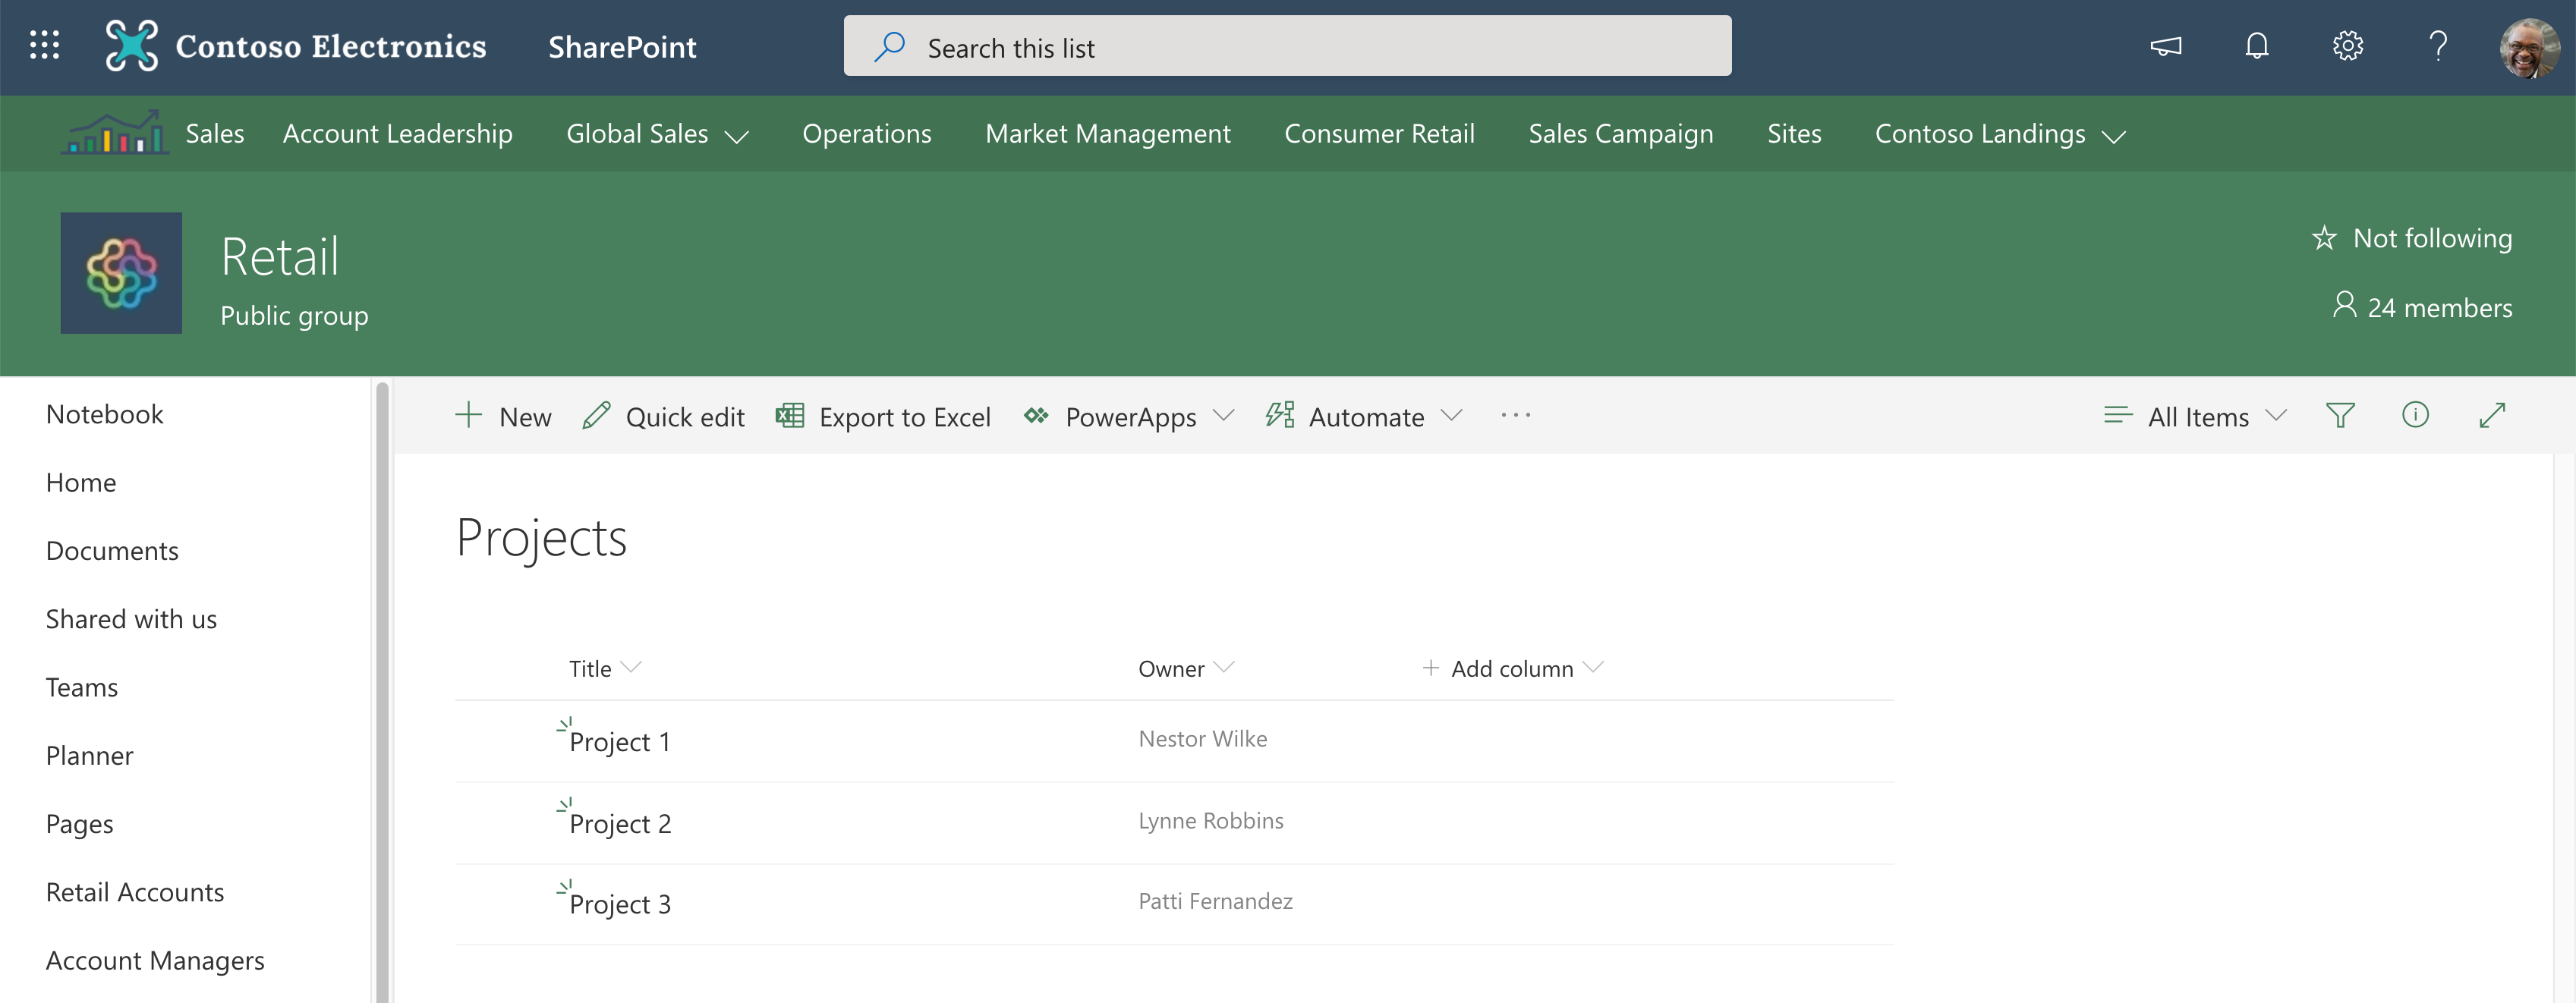 Contoso Electronics SharePoint Search this list
Sales Account Leadership Global Sales Operations Market Management Consumer Retail Sales Campaign Sites Contoso Landings
Retail
Public group
Not following
24 members
Notebook
Home
Documents
Shared with us
Teams
Planner
Pages
Retail Accounts
Account Managers
New Quick edit Export to Excel PowerApps Automate ··· All Items
Projects
Title Owner + Add column
Project 1 Nestor Wilke
Project 2 Lynne Robbins
Project 3 Patti Fernandez